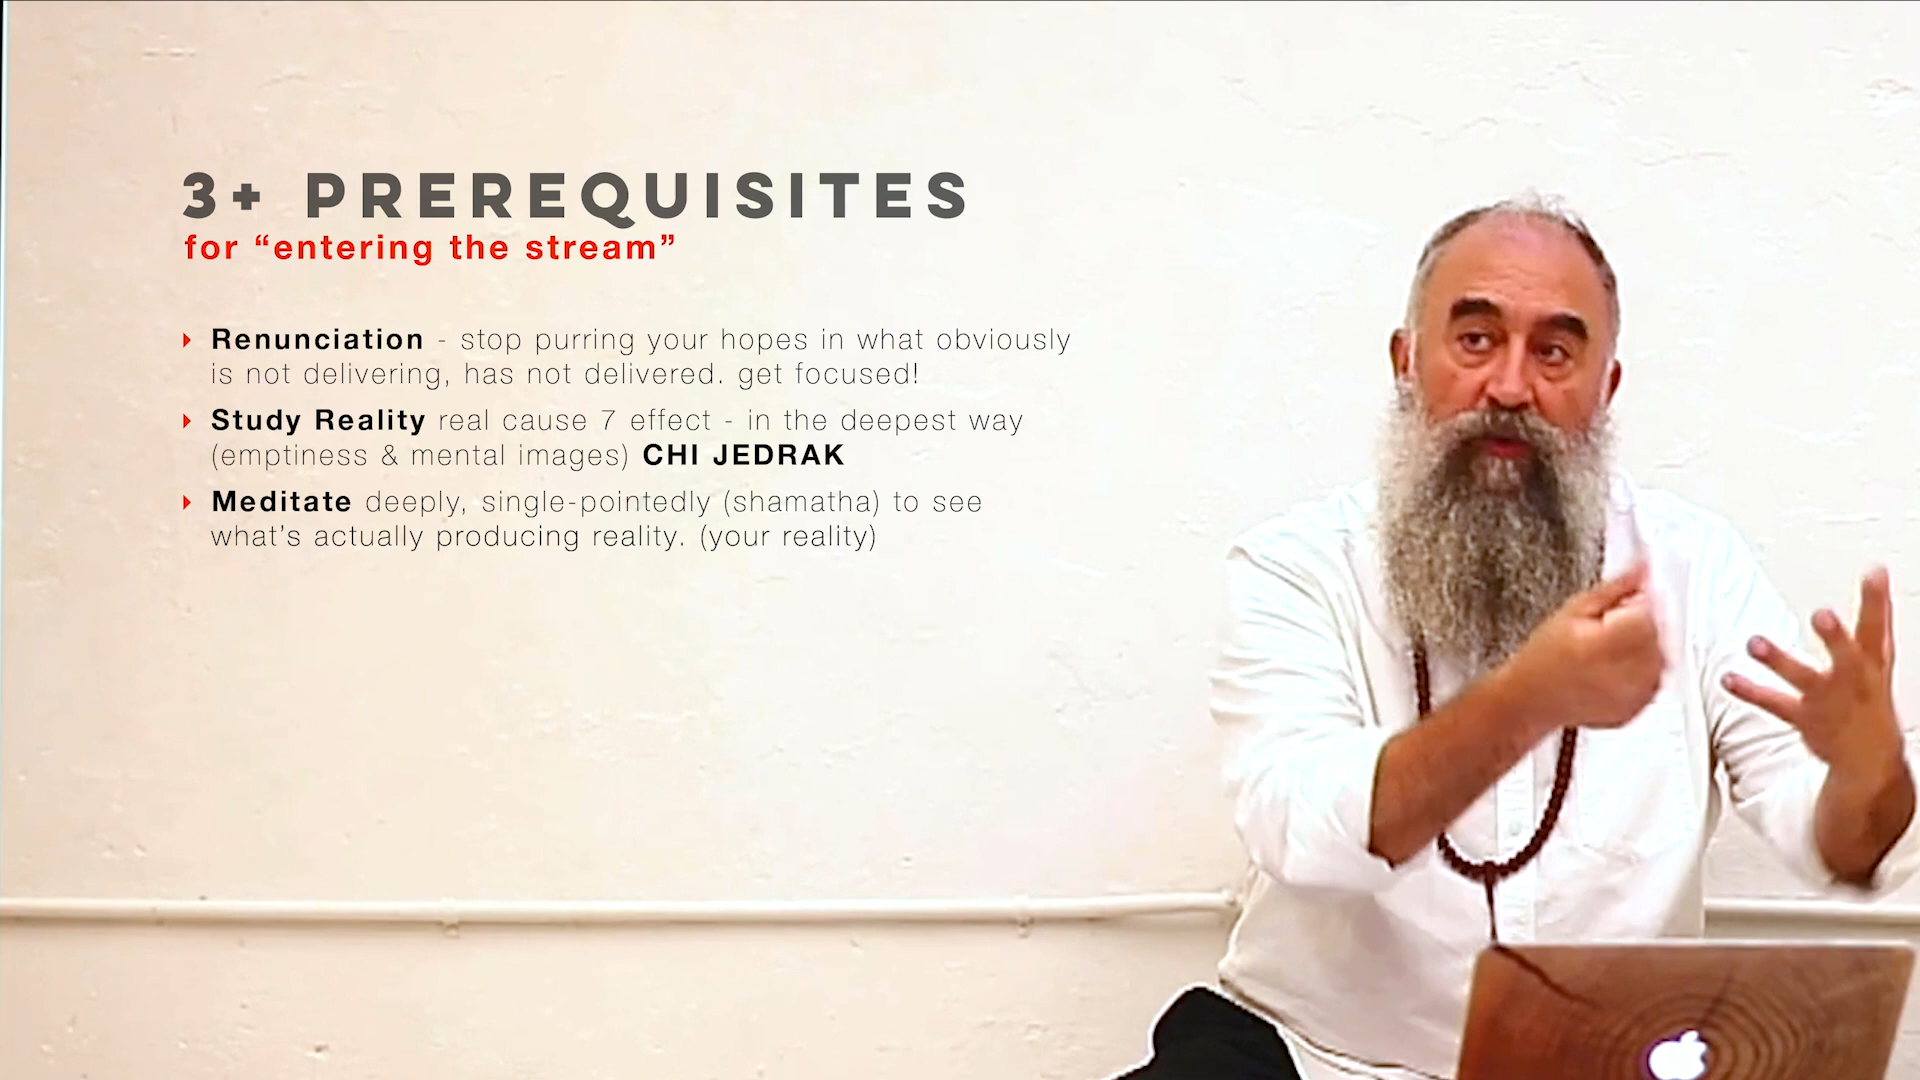 3+ PREREQUISITES
for “entering the stream”
Renunciation - stop purring your hopes in what obviously
is not delivering, has not delivered. get focused!
Study Reality real cause 7 effect - in the deepest way
(emptiness & mental images) CHI JEDRAK
Meditate deeply, single-pointedly (shamatha) to see
what’s actually producing reality. (your reality)